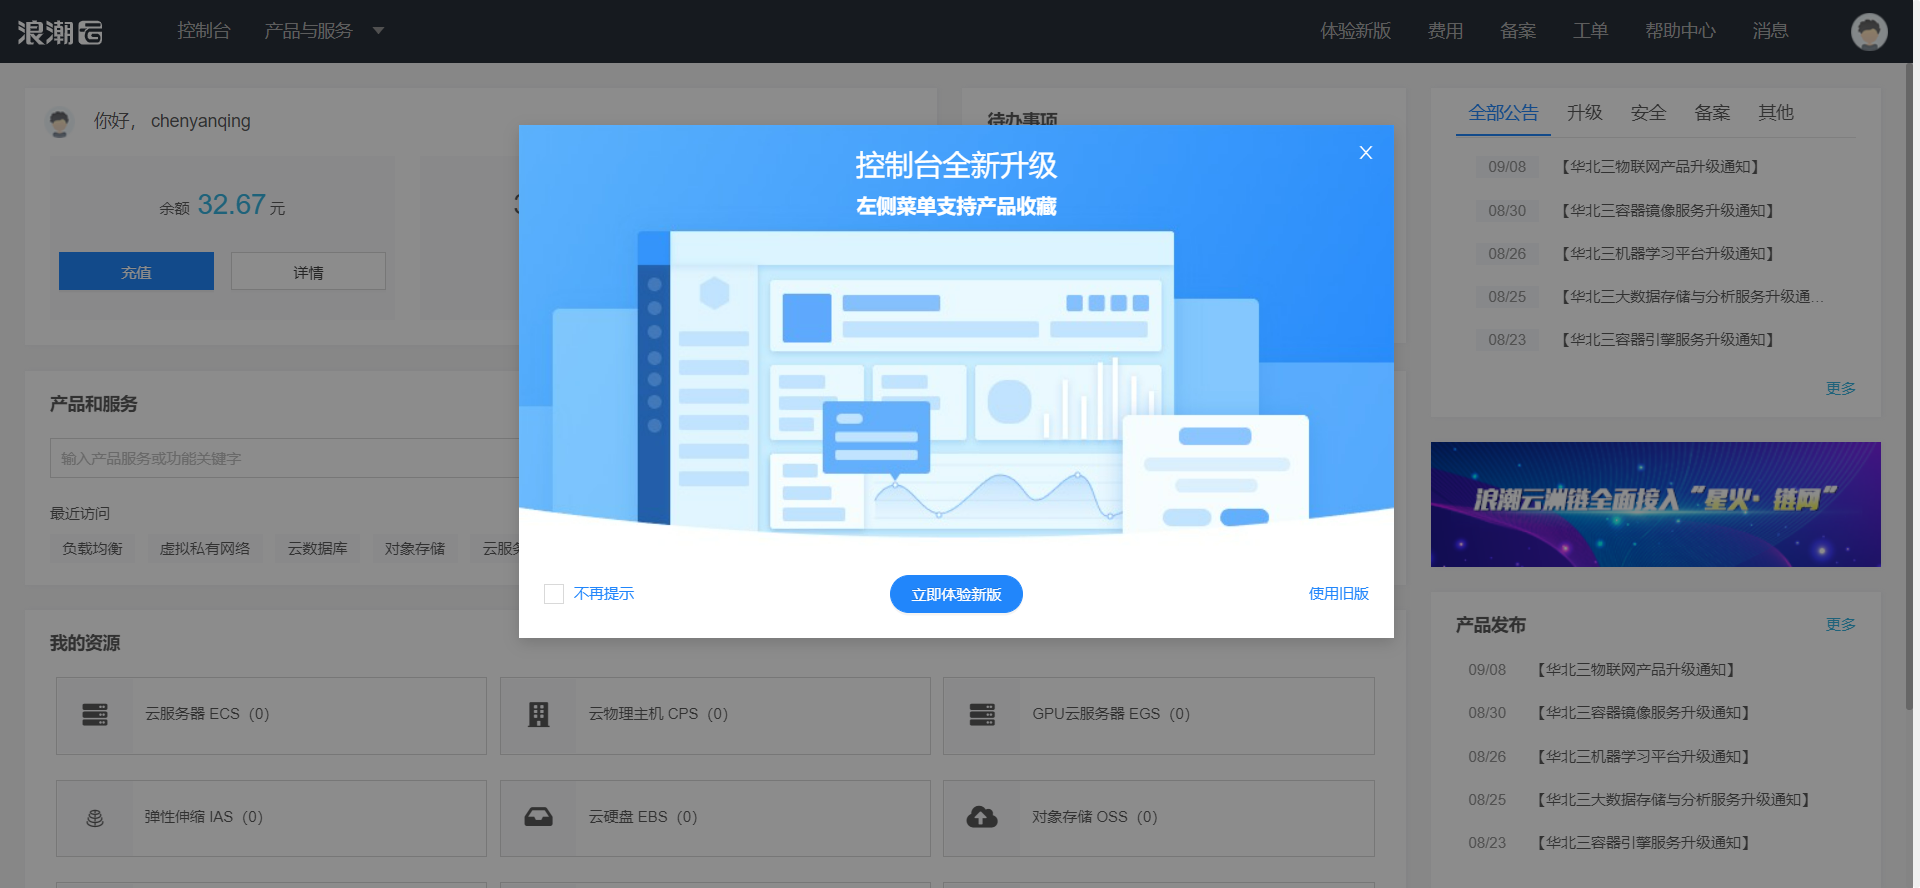 浪潮云
控制台 产品与服务
体验新版 费用 备案 工单 帮助中心 消息
你好， chenyanqing
余额 32.67 元
充值 详情
待办事项
控制台全新升级
左侧菜单支持产品收藏
不再提示
立即体验新版
使用旧版
产品和服务
输入产品服务或功能关键字
最近访问
负载均衡 虚拟私有网络 云数据库 对象存储 云服
我的资源
云服务器 ECS（0）
云物理主机 CPS（0）
GPU云服务器 EGS（0）
弹性伸缩 IAS（0）
云硬盘 EBS（0）
对象存储 OSS（0）
全部公告 升级 安全 备案 其他
09/08 【华北三物联网产品升级通知】
08/30 【华北三容器镜像服务升级通知】
08/26 【华北三机器学习平台升级通知】
08/25 【华北三大数据存储与分析服务升级通...
08/23 【华北三容器引擎服务升级通知】
更多
浪潮云洲链全面接入“星火·链网”
产品发布 更多
09/08 【华北三物联网产品升级通知】
08/30 【华北三容器镜像服务升级通知】
08/26 【华北三机器学习平台升级通知】
08/25 【华北三大数据存储与分析服务升级通知】
08/23 【华北三容器引擎服务升级通知】